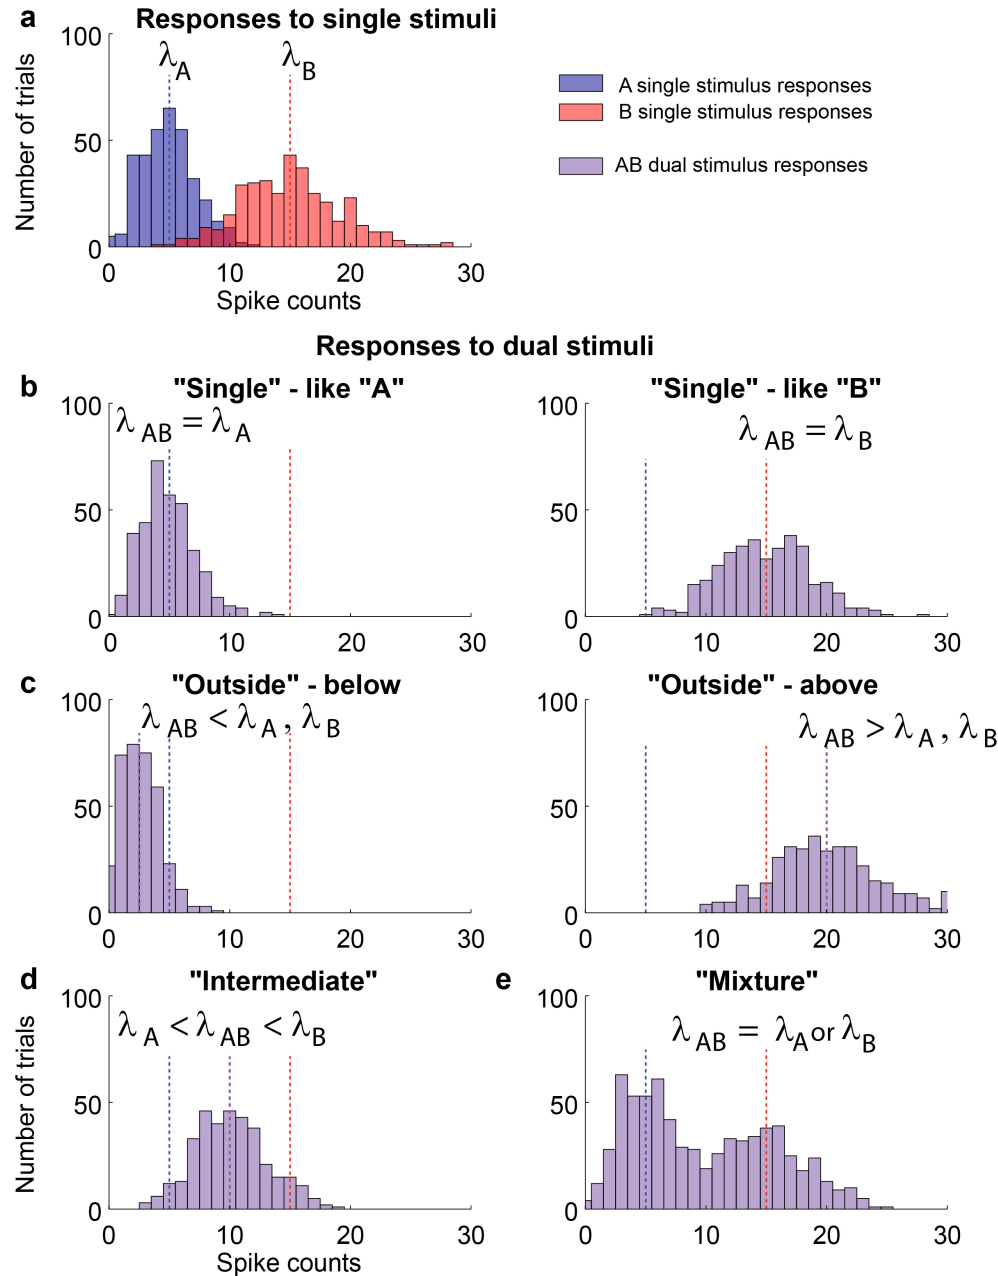 a
Responses to single stimuli
100
50
0
Number of trials
λA
λB
0 10 20 30
Spike counts
A single stimulus responses
B single stimulus responses
AB dual stimulus responses
Responses to dual stimuli
b
"Single" - like "A"
λAB = λA
100
50
0
0 10 20 30
"Single" - like "B"
λAB = λB
100
50
0
0 10 20 30
c
"Outside" - below
λAB < λA , λB
100
50
0
0 10 20 30
"Outside" - above
λAB > λA , λB
100
50
0
0 10 20 30
d
"Intermediate"
λA < λAB < λB
100
50
0
Number of trials
0 10 20 30
Spike counts
e
"Mixture"
λAB = λA or λB
100
50
0
0 10 20 30